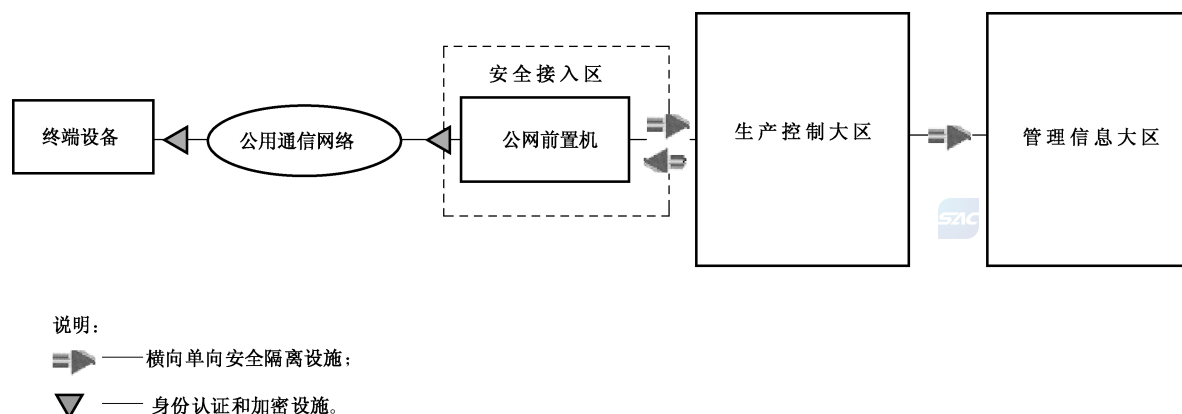 安全接入区
终端设备
公用通信网络
公网前置机
生产控制大区
管理信息大区
SAC
说明：
——横向单向安全隔离设施；
——身份认证和加密设施。